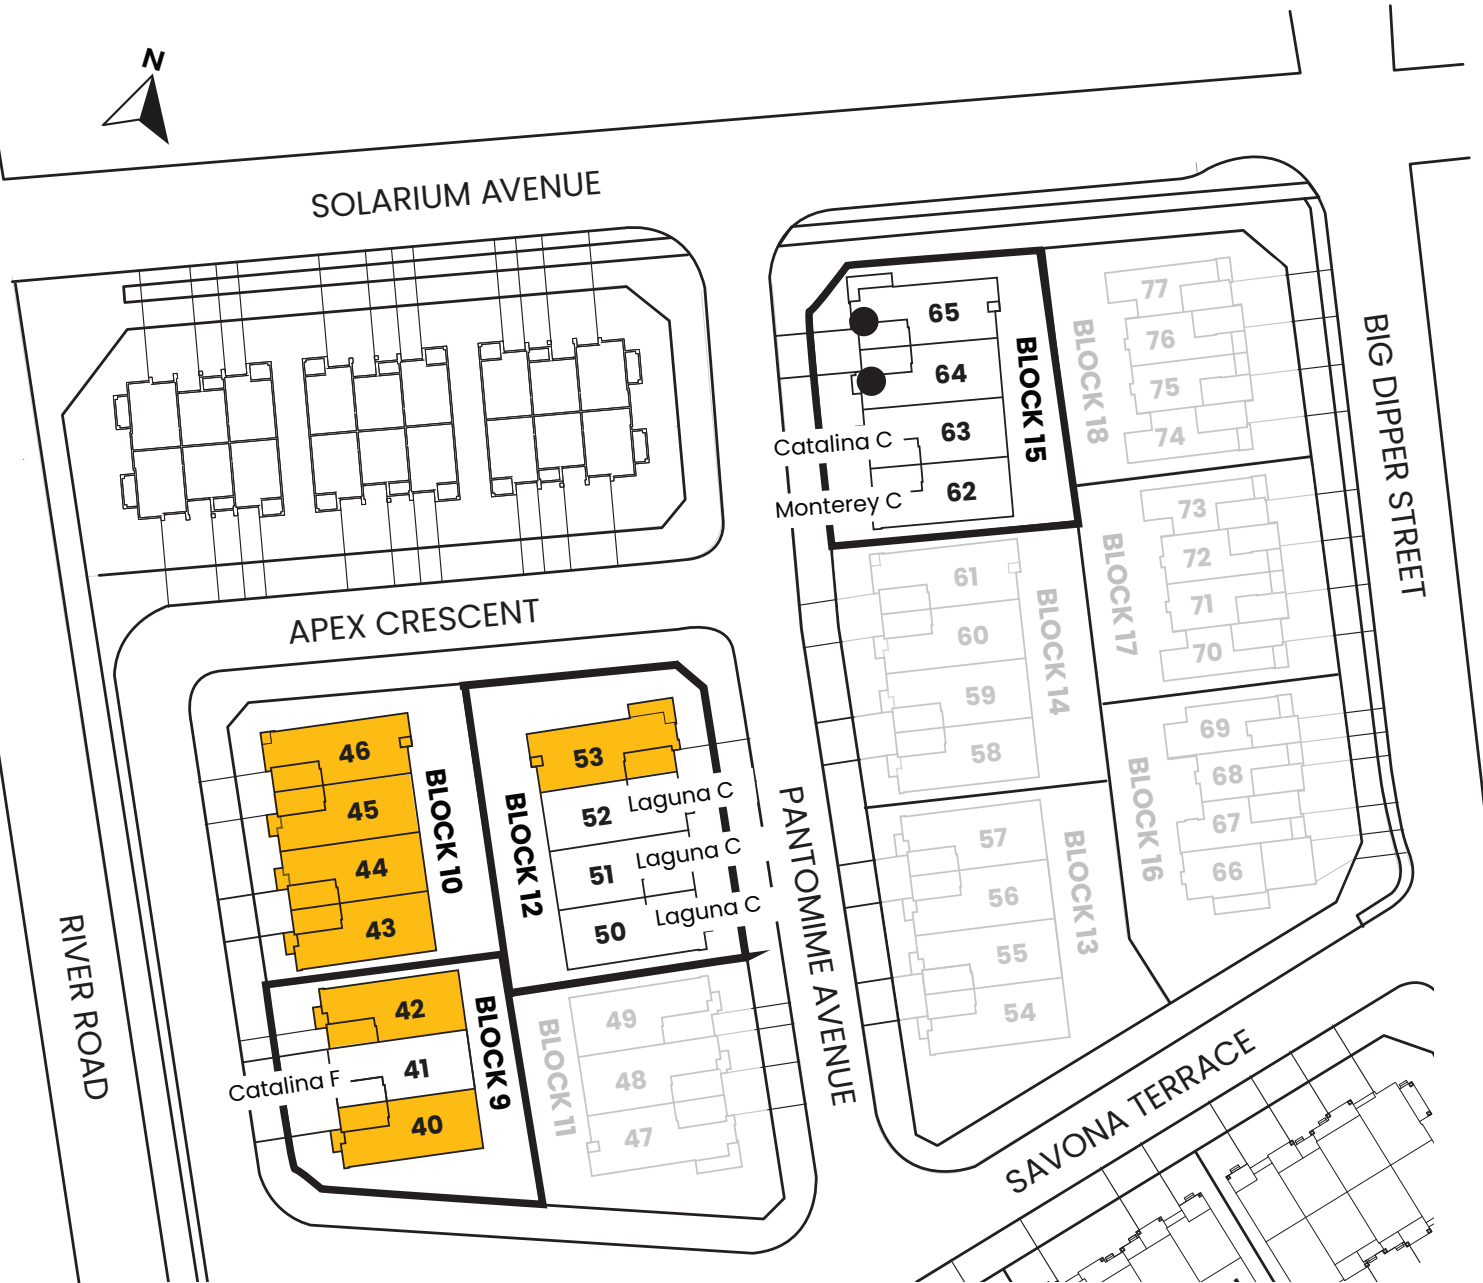 N
SOLARIUM AVENUE
APEX CRESCENT
RIVER ROAD
PANTOMIME AVENUE
BIG DIPPER STREET
SAVONA TERRACE
65
64
63
62
BLOCK 15
Catalina C
Monterey C
77
76
75
74
BLOCK 18
73
72
71
70
BLOCK 17
61
60
59
58
BLOCK 14
69
68
67
66
BLOCK 16
57
56
55
54
BLOCK 13
46
45
44
43
BLOCK 10
53
52
51
50
BLOCK 12
Laguna C
Laguna C
Laguna C
42
41
40
BLOCK 9
Catalina F
49
48
47
BLOCK 11